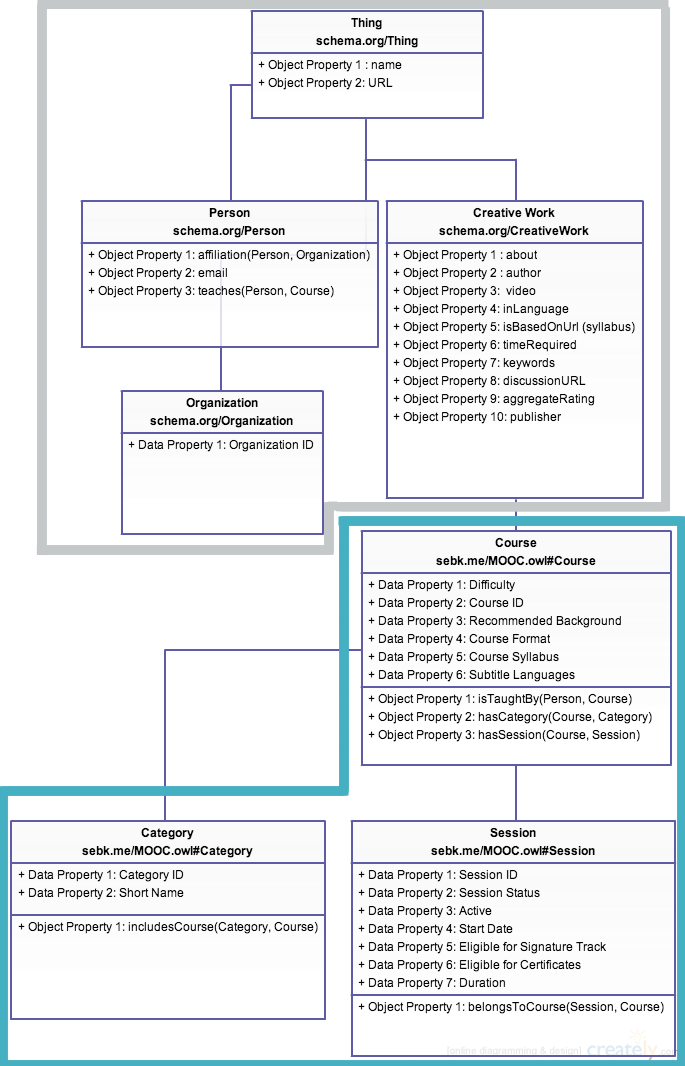 Thing
schema.org/Thing
+ Object Property 1 : name
+ Object Property 2: URL
Person
schema.org/Person
+ Object Property 1: affiliation(Person, Organization)
+ Object Property 2: email
+ Object Property 3: teaches(Person, Course)
Creative Work
schema.org/CreativeWork
+ Object Property 1 : about
+ Object Property 2 : author
+ Object Property 3:  video
+ Object Property 4: inLanguage
+ Object Property 5: isBasedOnUrl (syllabus)
+ Object Property 6: timeRequired
+ Object Property 7: keywords
+ Object Property 8: discussionURL
+ Object Property 9: aggregateRating
+ Object Property 10: publisher
Organization
schema.org/Organization
+ Data Property 1: Organization ID
Course
sebk.me/MOOC.owl#Course
+ Data Property 1: Difficulty
+ Data Property 2: Course ID
+ Data Property 3: Recommended Background
+ Data Property 4: Course Format
+ Data Property 5: Course Syllabus
+ Data Property 6: Subtitle Languages
+ Object Property 1: isTaughtBy(Person, Course)
+ Object Property 2: hasCategory(Course, Category)
+ Object Property 3: hasSession(Course, Session)
Category
sebk.me/MOOC.owl#Category
+ Data Property 1: Category ID
+ Data Property 2: Short Name
+ Object Property 1: includesCourse(Category, Course)
Session
sebk.me/MOOC.owl#Session
+ Data Property 1: Session ID
+ Data Property 2: Session Status
+ Data Property 3: Active
+ Data Property 4: Start Date
+ Data Property 5: Eligible for Signature Track
+ Data Property 6: Eligible for Certificates
+ Data Property 7: Duration
+ Object Property 1: belongsToCourse(Session, Course)
[online diagramming & design] creately.com